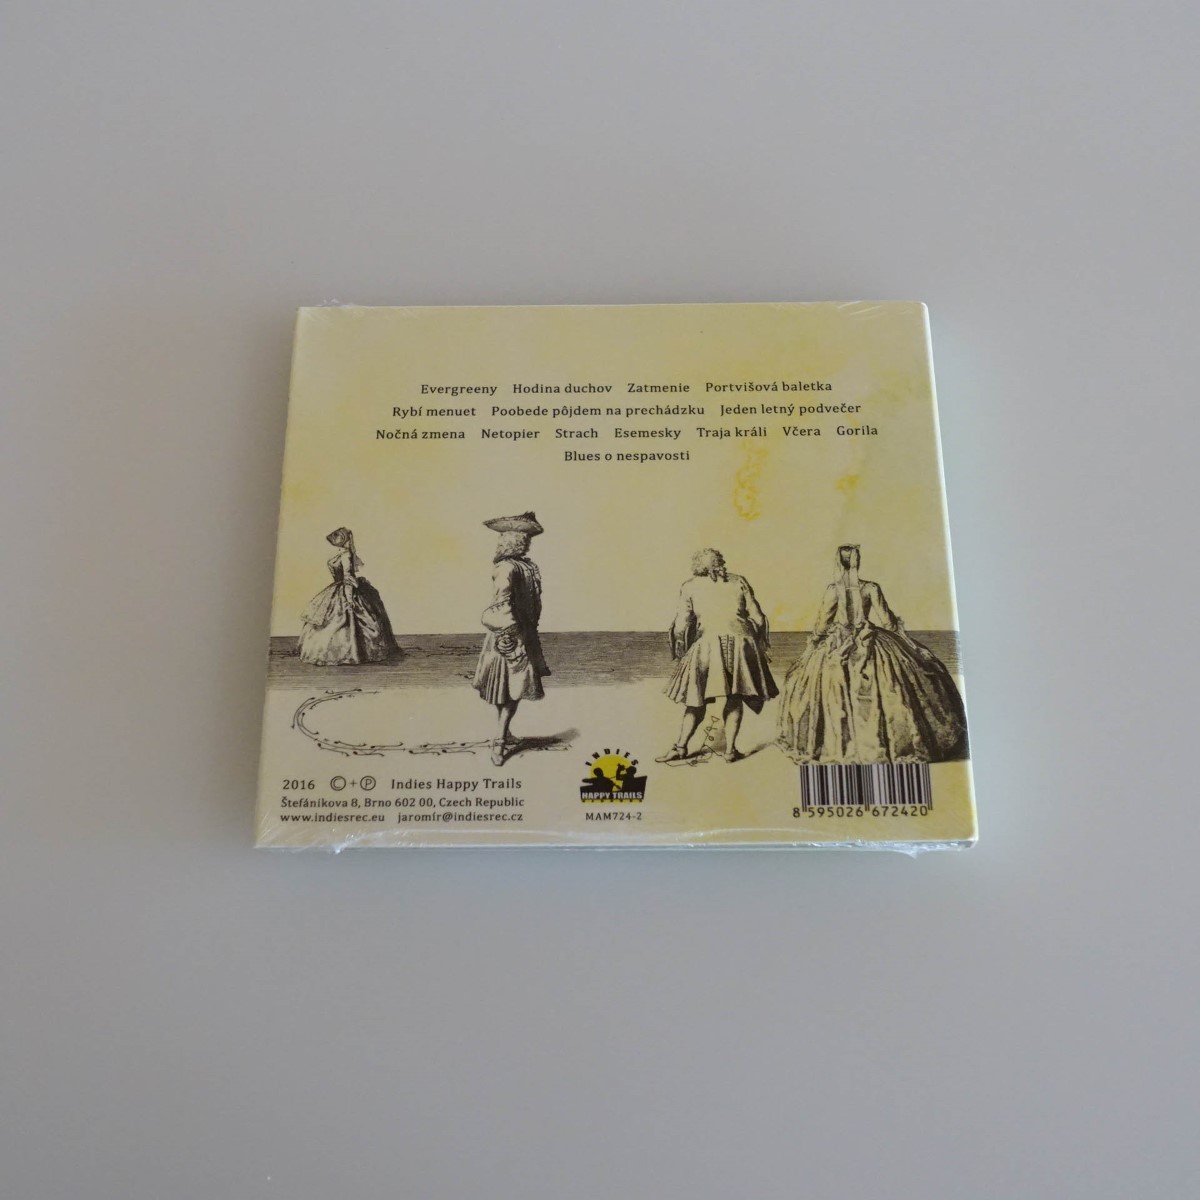 Evergreeny Hodina duchov Zatmenie Portvišová baletka
Rybí menuet Poobede pôjdem na prechádzku Jeden letný podvečer
Nočná zmena Netopier Strach Esemesky Traja králi Včera Gorila
Blues o nespavosti
2016 ©+℗ Indies Happy Trails
Štefánikova 8, Brno 602 00, Czech Republic
www.indiesrec.eu jaromír@indiesrec.cz
INDIES
HAPPY TRAILS
RECORDS
MAM724-2
8 595026 672420